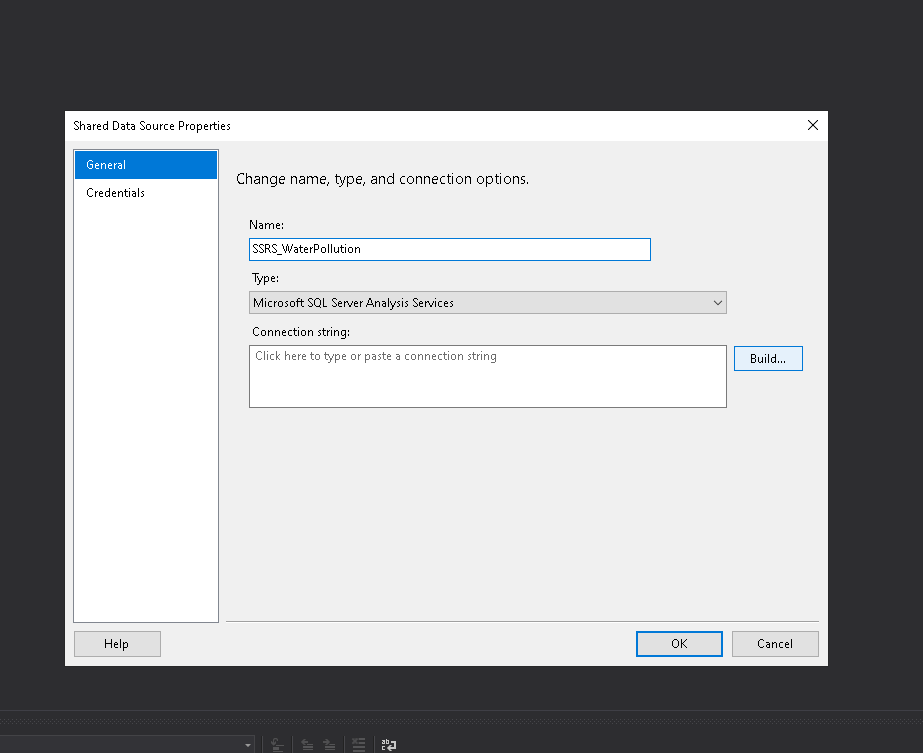 Shared Data Source Properties
General
Credentials
Change name, type, and connection options.
Name:
SSRS_WaterPollution
Type:
Microsoft SQL Server Analysis Services
Connection string:
Click here to type or paste a connection string
Build...
Help
OK
Cancel